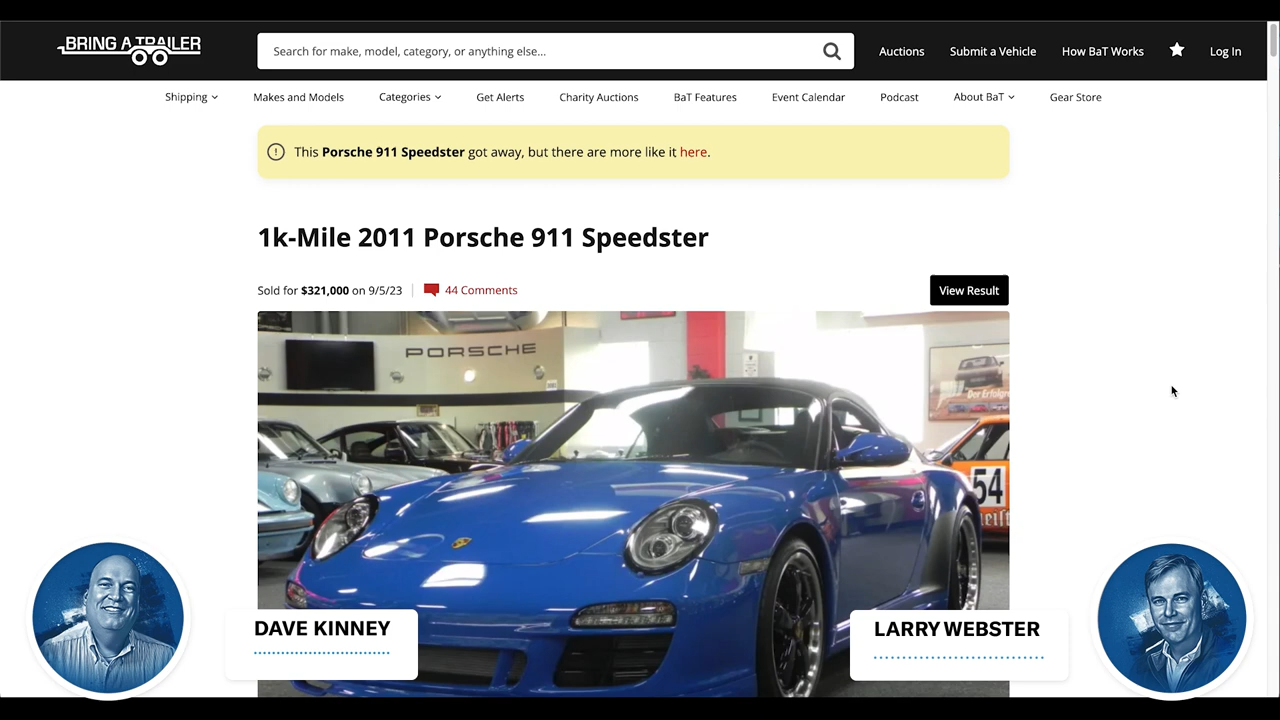 BRING A TRAILER
Search for make, model, category, or anything else...
Auctions
Submit a Vehicle
How BaT Works
Log In
Shipping
Makes and Models
Categories
Get Alerts
Charity Auctions
BaT Features
Event Calendar
Podcast
About BaT
Gear Store
This Porsche 911 Speedster got away, but there are more like it here.
1k-Mile 2011 Porsche 911 Speedster
Sold for $321,000 on 9/5/23
44 Comments
View Result
PORSCHE
Der Erfolg
54
DAVE KINNEY
LARRY WEBSTER